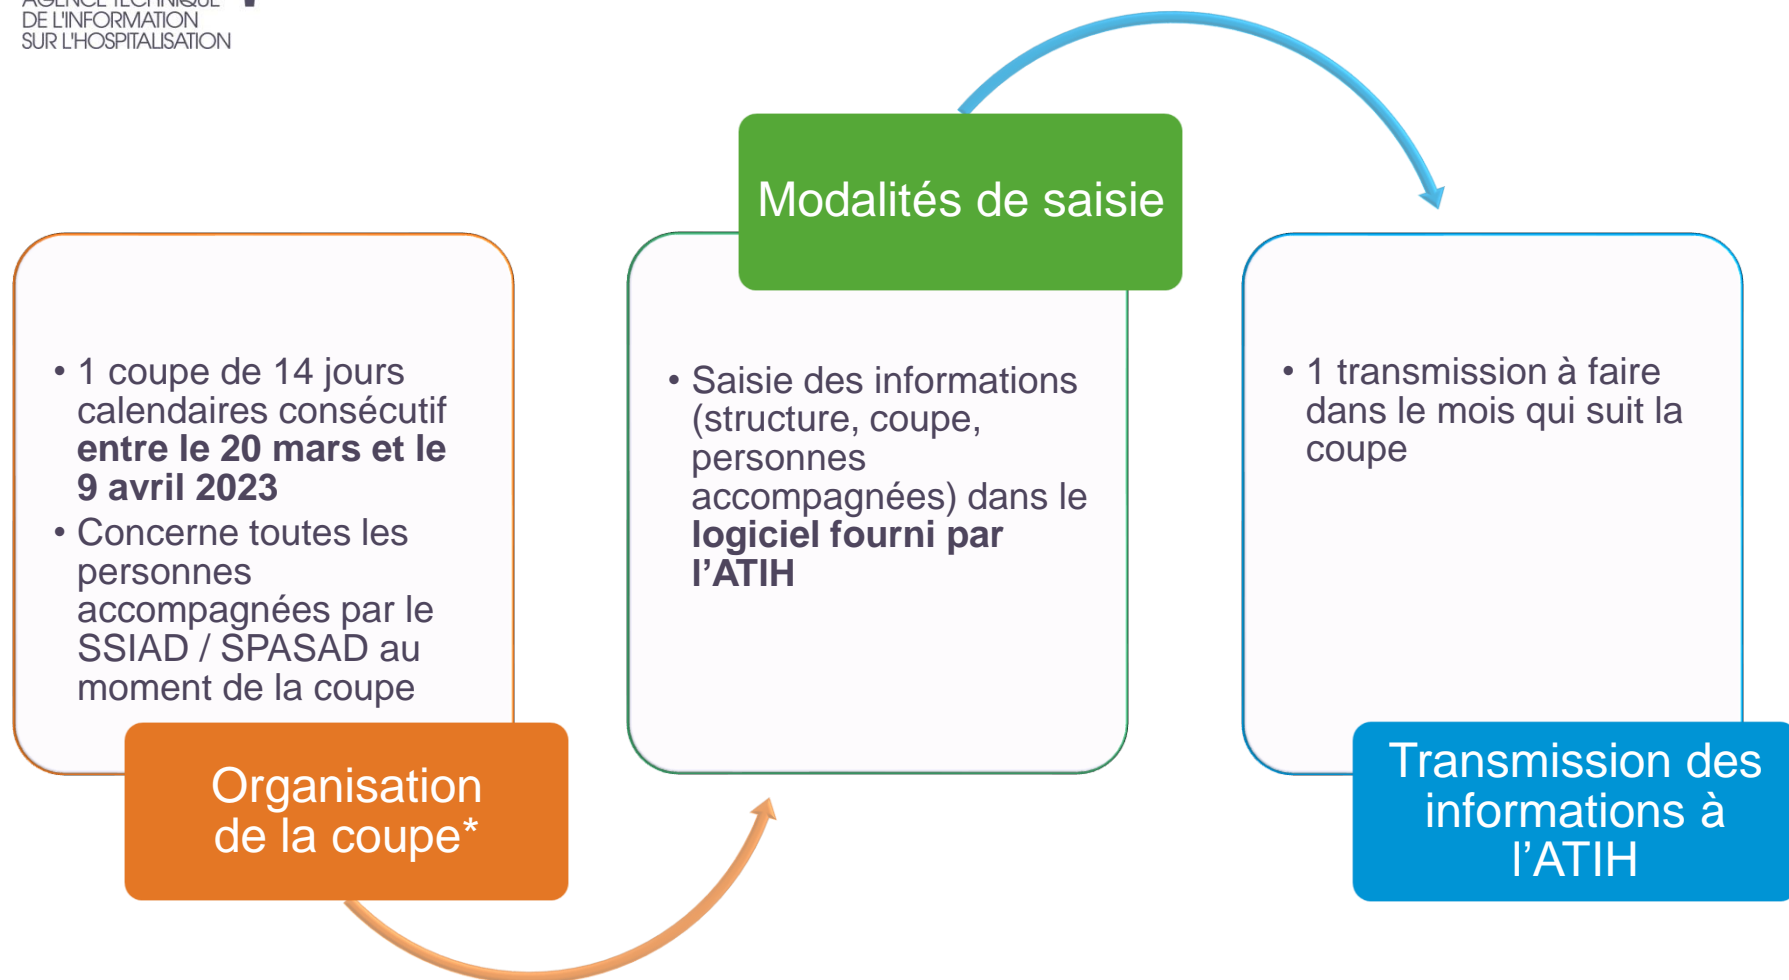 AGENCE TECHNIQUE
DE L'INFORMATION
SUR L'HOSPITALISATION
• 1 coupe de 14 jours
calendaires consécutif
entre le 20 mars et le
9 avril 2023
• Concerne toutes les
personnes
accompagnées par le
SSIAD / SPASAD au
moment de la coupe
Organisation
de la coupe*
Modalités de saisie
• Saisie des informations
(structure, coupe,
personnes
accompagnées) dans le
logiciel fourni par
l’ATIH
• 1 transmission à faire
dans le mois qui suit la
coupe
Transmission des
informations à
l’ATIH